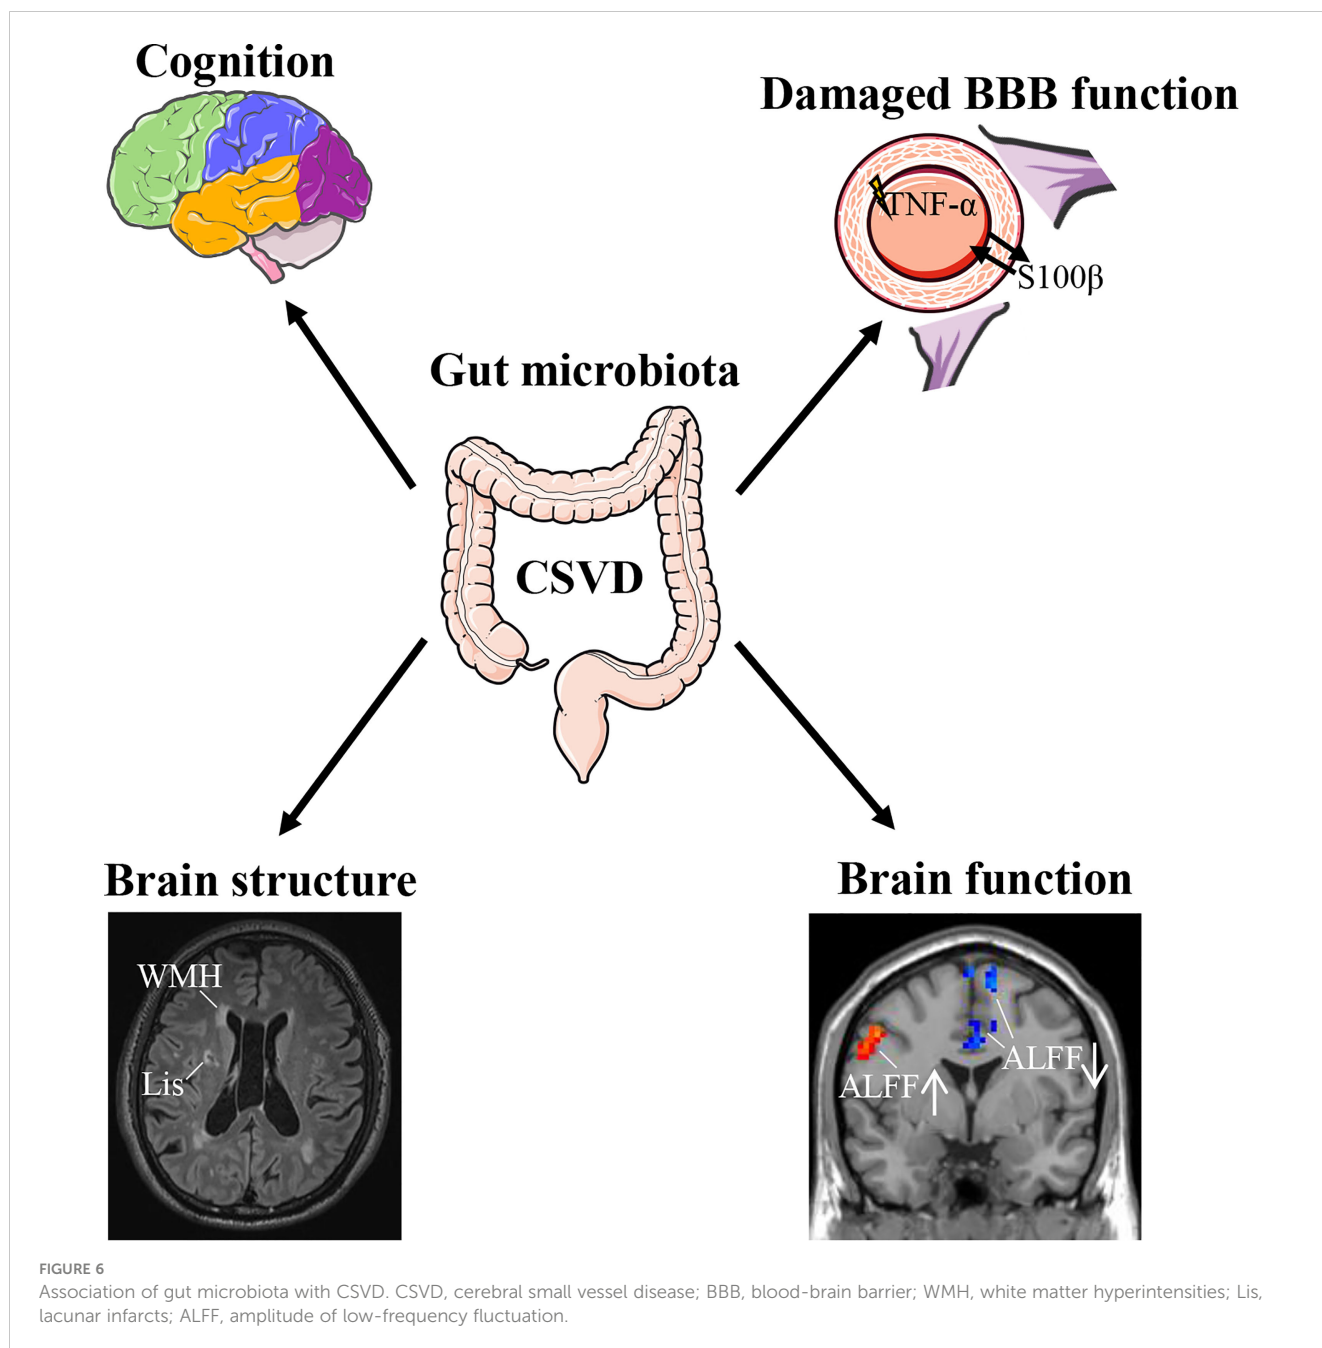 Cognition
Damaged BBB function
TNF-α
S100β
Gut microbiota
CSVD
Brain structure
WMH
Lis
Brain function
ALFF
ALFF
FIGURE 6
Association of gut microbiota with CSVD. CSVD, cerebral small vessel disease; BBB, blood-brain barrier; WMH, white matter hyperintensities; Lis,
lacunar infarcts; ALFF, amplitude of low-frequency fluctuation.